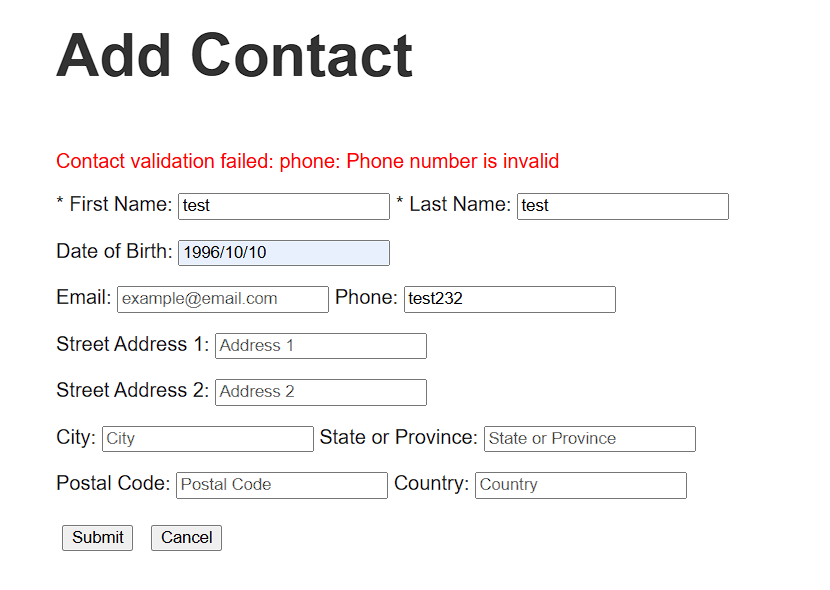 Add Contact
Contact validation failed: phone: Phone number is invalid
* First Name: test * Last Name: test
Date of Birth: 1996/10/10
Email: example@email.com Phone: test232
Street Address 1: Address 1
Street Address 2: Address 2
City: City State or Province: State or Province
Postal Code: Postal Code Country: Country
Submit Cancel